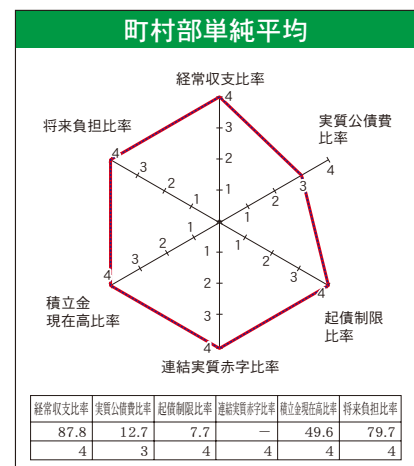 町村部単純平均
経常収支比率
実質公債費
比率
起債制限
比率
連結実質赤字比率
積立金
現在高比率
将来負担比率
4
3
2
1
4
3
2
1
4
3
2
1
4
3
2
1
4
3
2
1
4
3
2
1
経常収支比率 実質公債費比率 起債制限比率 連結実質赤字比率 積立金現在高比率 将来負担比率
87.8 12.7 7.7 － 49.6 79.7
4 3 4 4 4 4